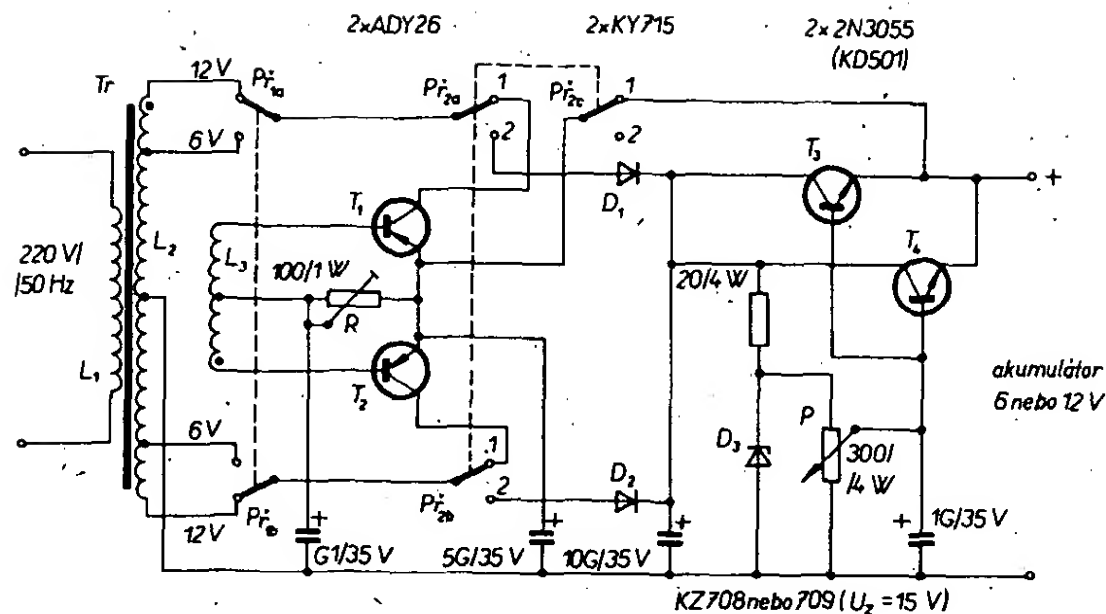 2xADY26
2xKY715
2x 2N3055
(KD501)
Tr
12 V
Př1a
Př2a
1
Př2c
1
6 V
2
2
T3
+
D1
T1
220 V/
/50 Hz
L2
L3
100/1 W
T4
20/4 W
R
L1
T2
akumulátor
6 nebo 12 V
P
6 V
D3
300/
/4 W
1
D2
2
12 V
Př2b
+
G1/35 V
+
5G/35 V
+
10G/35 V
+
1G/35 V
KZ708 nebo 709 (Uz = 15 V)